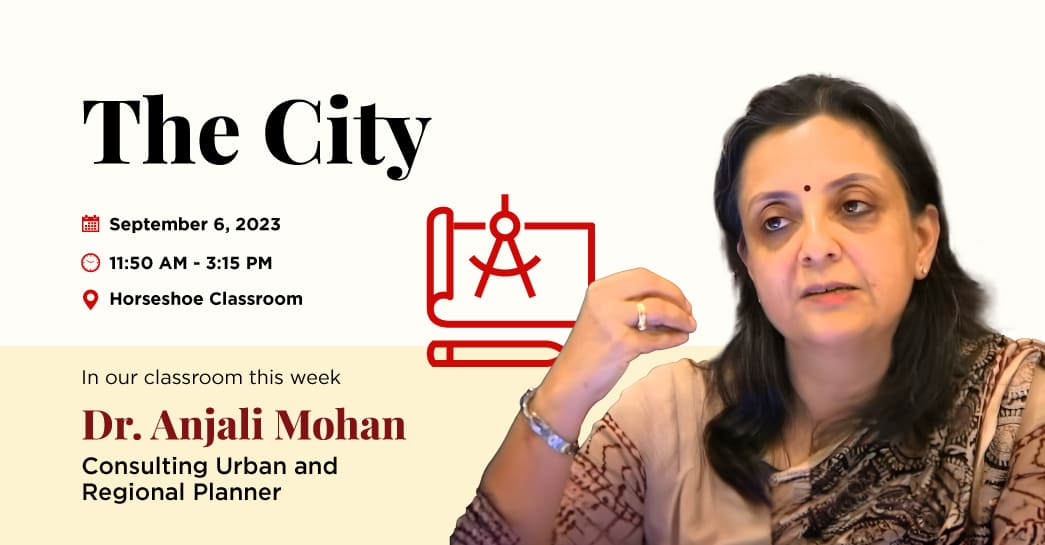 The City
September 6, 2023
11:50 AM - 3:15 PM
Horseshoe Classroom
In our classroom this week
Dr. Anjali Mohan
Consulting Urban and
Regional Planner